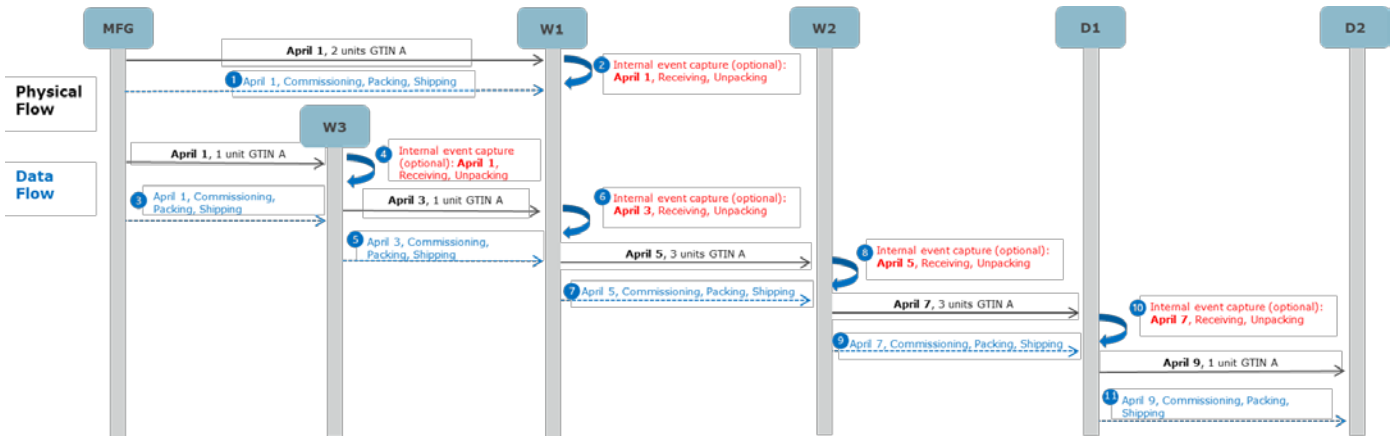 MFG
W1
W2
D1
D2
April 1, 2 units GTIN A
1 April 1, Commissioning, Packing, Shipping
2 Internal event capture (optional):
April 1, Receiving, Unpacking
Physical
Flow
W3
April 1, 1 unit GTIN A
4 Internal event capture
(optional): April 1,
Receiving, Unpacking
Data
Flow
3 April 1, Commissioning,
Packing, Shipping
April 3, 1 unit GTIN A
6 Internal event capture (optional):
April 3, Receiving, Unpacking
5 April 3, Commissioning,
Packing, Shipping
April 5, 3 units GTIN A
8 Internal event capture (optional):
April 5, Receiving, Unpacking
7 April 5, Commissioning, Packing, Shipping
April 7, 3 units GTIN A
10 Internal event capture (optional):
April 7, Receiving, Unpacking
9 April 7, Commissioning, Packing, Shipping
April 9, 1 unit GTIN A
11 April 9, Commissioning, Packing,
Shipping